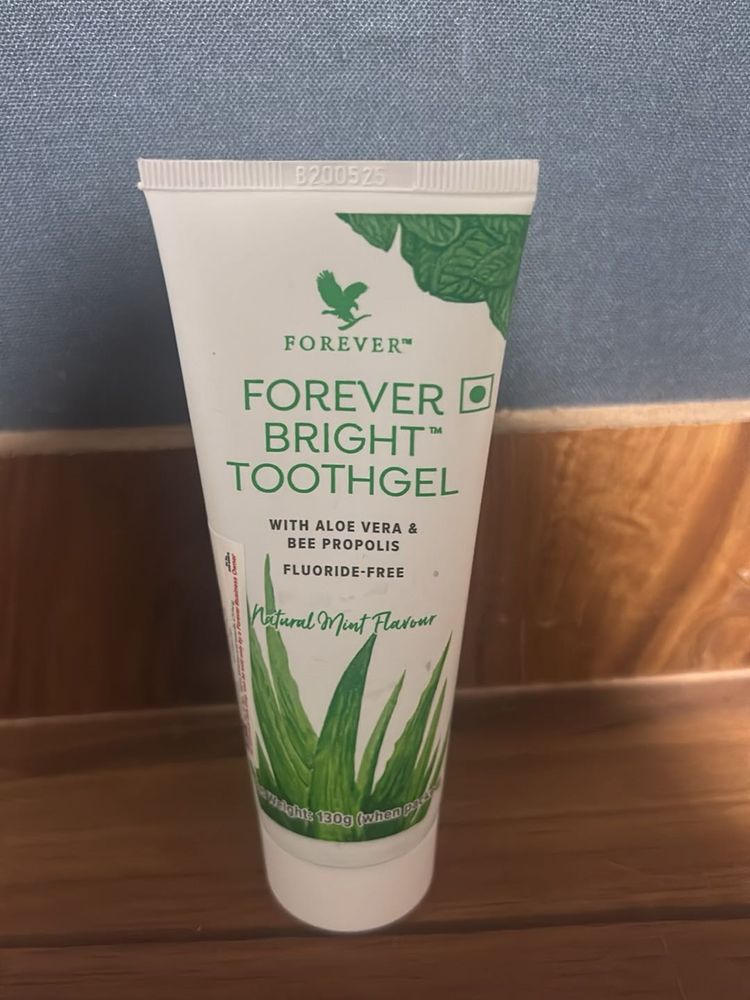 B200525
FOREVER™
FOREVER
BRIGHT™
TOOTHGEL
WITH ALOE VERA &
BEE PROPOLIS
FLUORIDE-FREE
Natural Mint Flavour
Weight: 130g (when